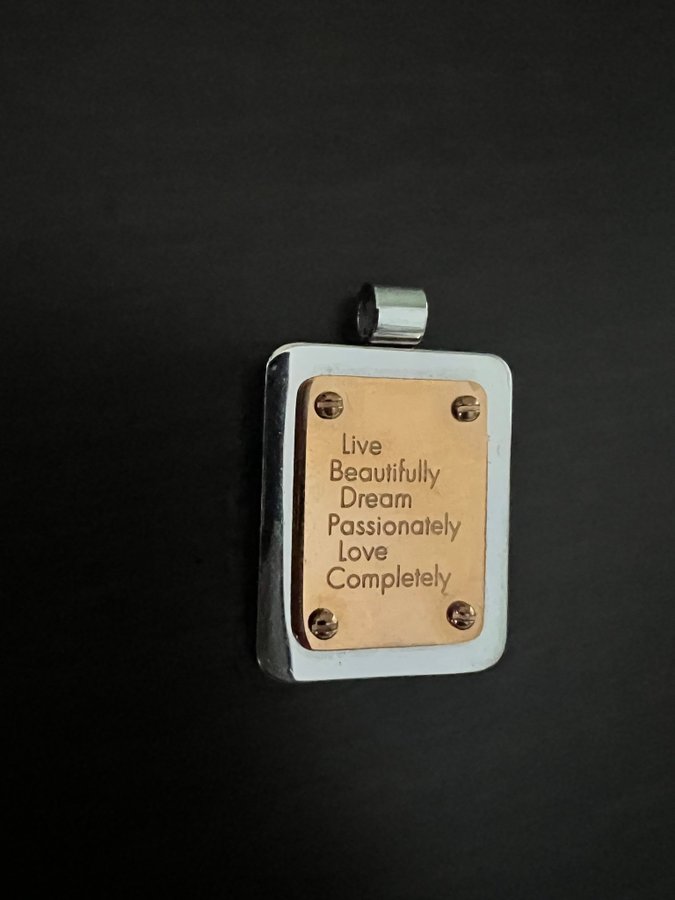 Live
Beautifully
Dream
Passionately
Love
Completely